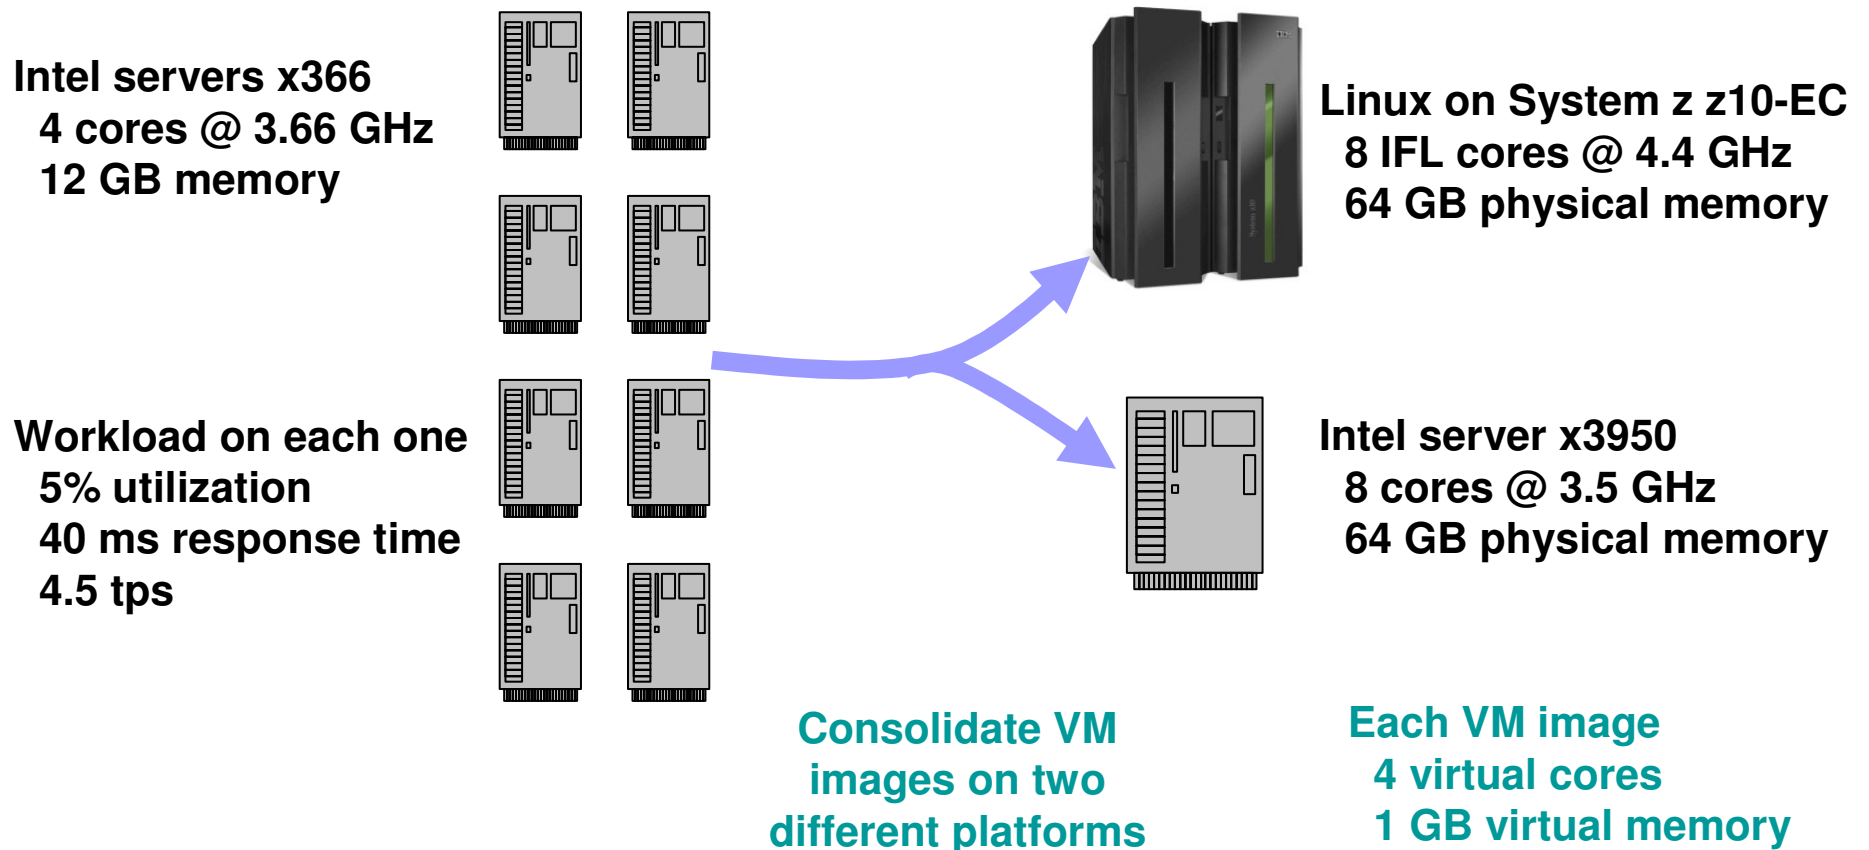 Intel servers x366
4 cores @ 3.66 GHz
12 GB memory
Workload on each one
5% utilization
40 ms response time
4.5 tps
Linux on System z z10-EC
8 IFL cores @ 4.4 GHz
64 GB physical memory
Intel server x3950
8 cores @ 3.5 GHz
64 GB physical memory
Consolidate VM
images on two
different platforms
Each VM image
4 virtual cores
1 GB virtual memory